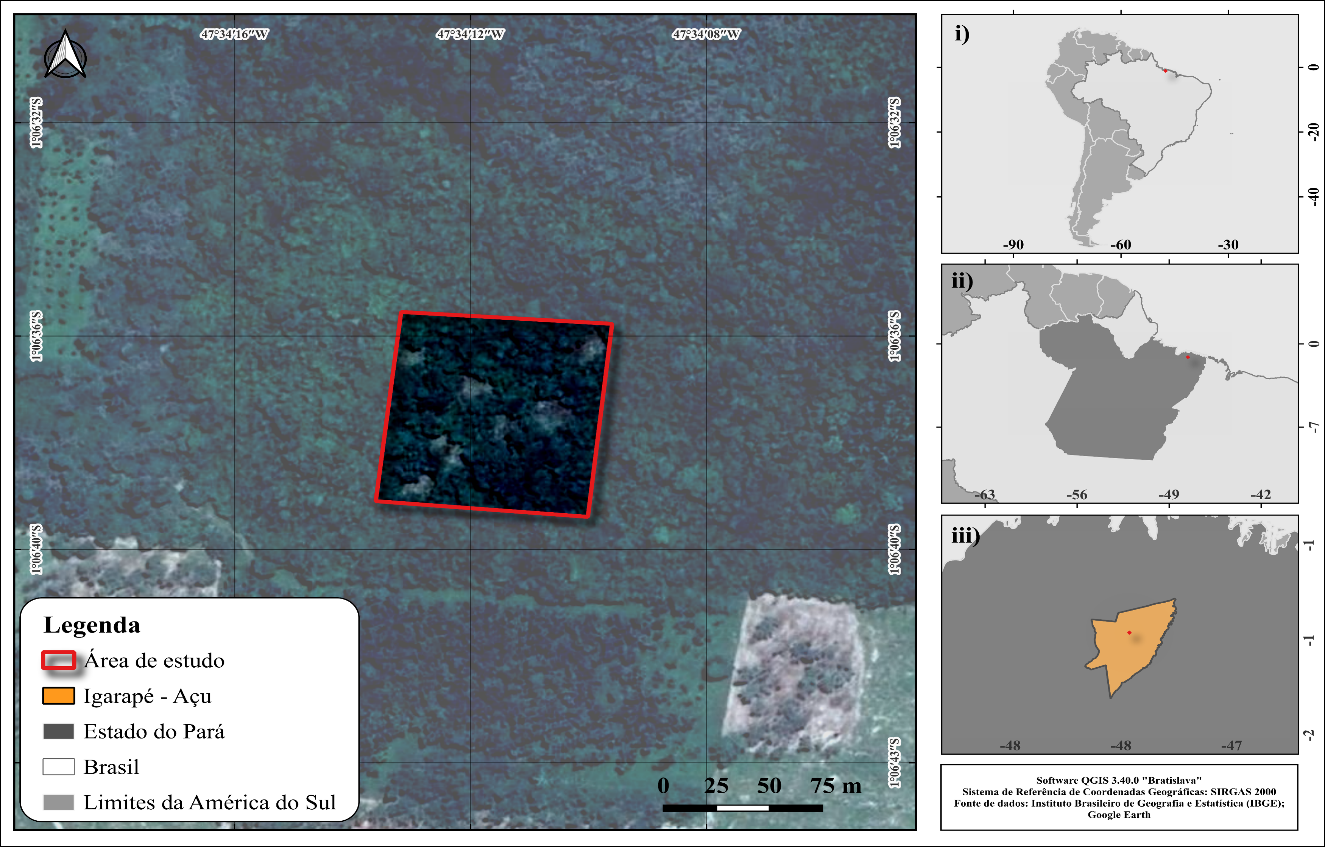 47°34'16"W 47°34'12"W 47°34'08"W
1°06'32"S 1°06'32"S
1°06'36"S 1°06'36"S
1°06'40"S 1°06'40"S
1°06'43"S
Legenda
Área de estudo
Igarapé - Açu
Estado do Pará
Brasil
Limites da América do Sul
0 25 50 75 m
i)
0
-20
-40
-90 -60 -30
ii)
0
-7
-63 -56 -49 -42
iii)
-1
-1
-2
-48 -48 -47
Software QGIS 3.40.0 "Bratislava"
Sistema de Referência de Coordenadas Geográficas: SIRGAS 2000
Fonte de dados: Instituto Brasileiro de Geografia e Estatística (IBGE);
Google Earth